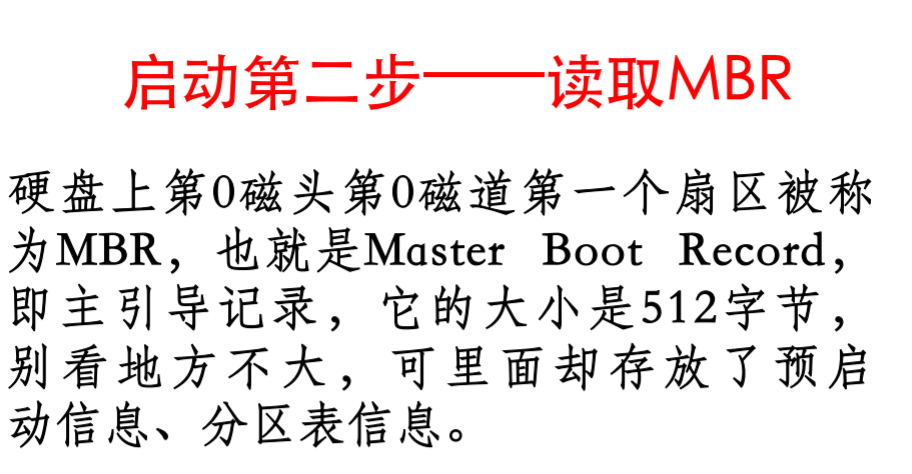 启动第二步——读取MBR
硬盘上第0磁头第0磁道第一个扇区被称
为MBR，也就是Master Boot Record，
即主引导记录，它的大小是512字节，
别看地方不大，可里面却存放了预启
动信息、分区表信息。